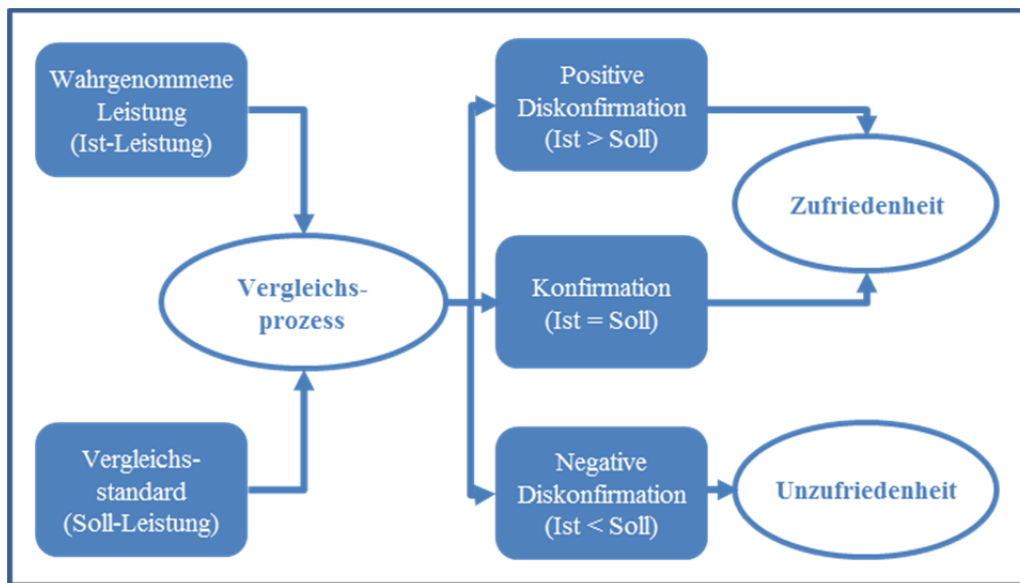 Wahrgenommene
Leistung
(Ist-Leistung)
Vergleichs-
standard
(Soll-Leistung)
Vergleichs-
prozess
Positive
Diskonfirmation
(Ist > Soll)
Konfirmation
(Ist = Soll)
Negative
Diskonfirmation
(Ist < Soll)
Zufriedenheit
Unzufriedenheit